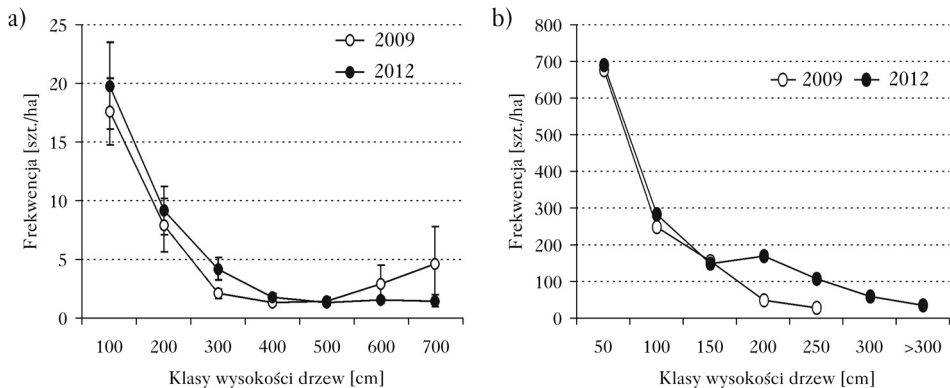 a)
25
20
15
10
5
0
Frekwencja [szt./ha]
2009
2012
100 200 300 400 500 600 700
Klasy wysokości drzew [cm]
b)
800
700
600
500
400
300
200
100
0
Frekwencja [szt./ha]
2009 2012
50 100 150 200 250 300 >300
Klasy wysokości drzew [cm]